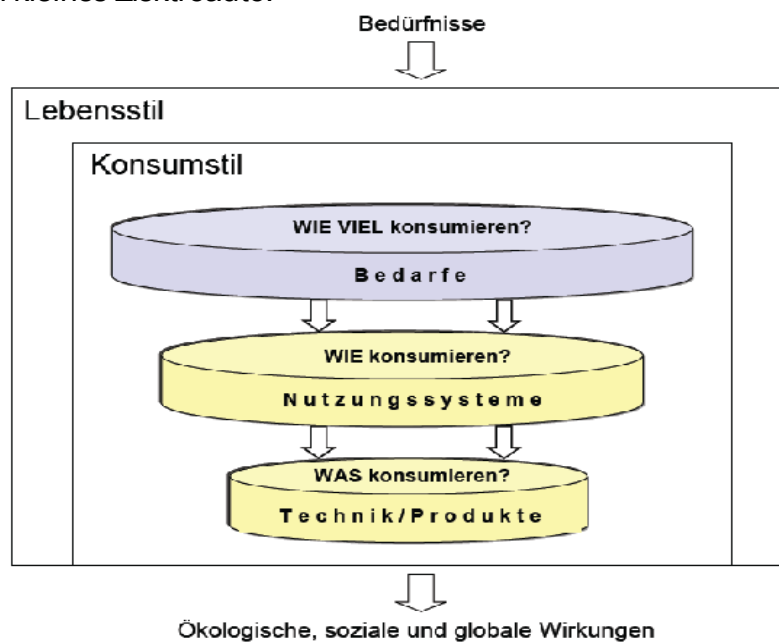 Bedürfnisse
Lebensstil
Konsumstil
WIE VIEL konsumieren?
Bedarfe
WIE konsumieren?
Nutzungssysteme
WAS konsumieren?
Technik/Produkte
Ökologische, soziale und globale Wirkungen